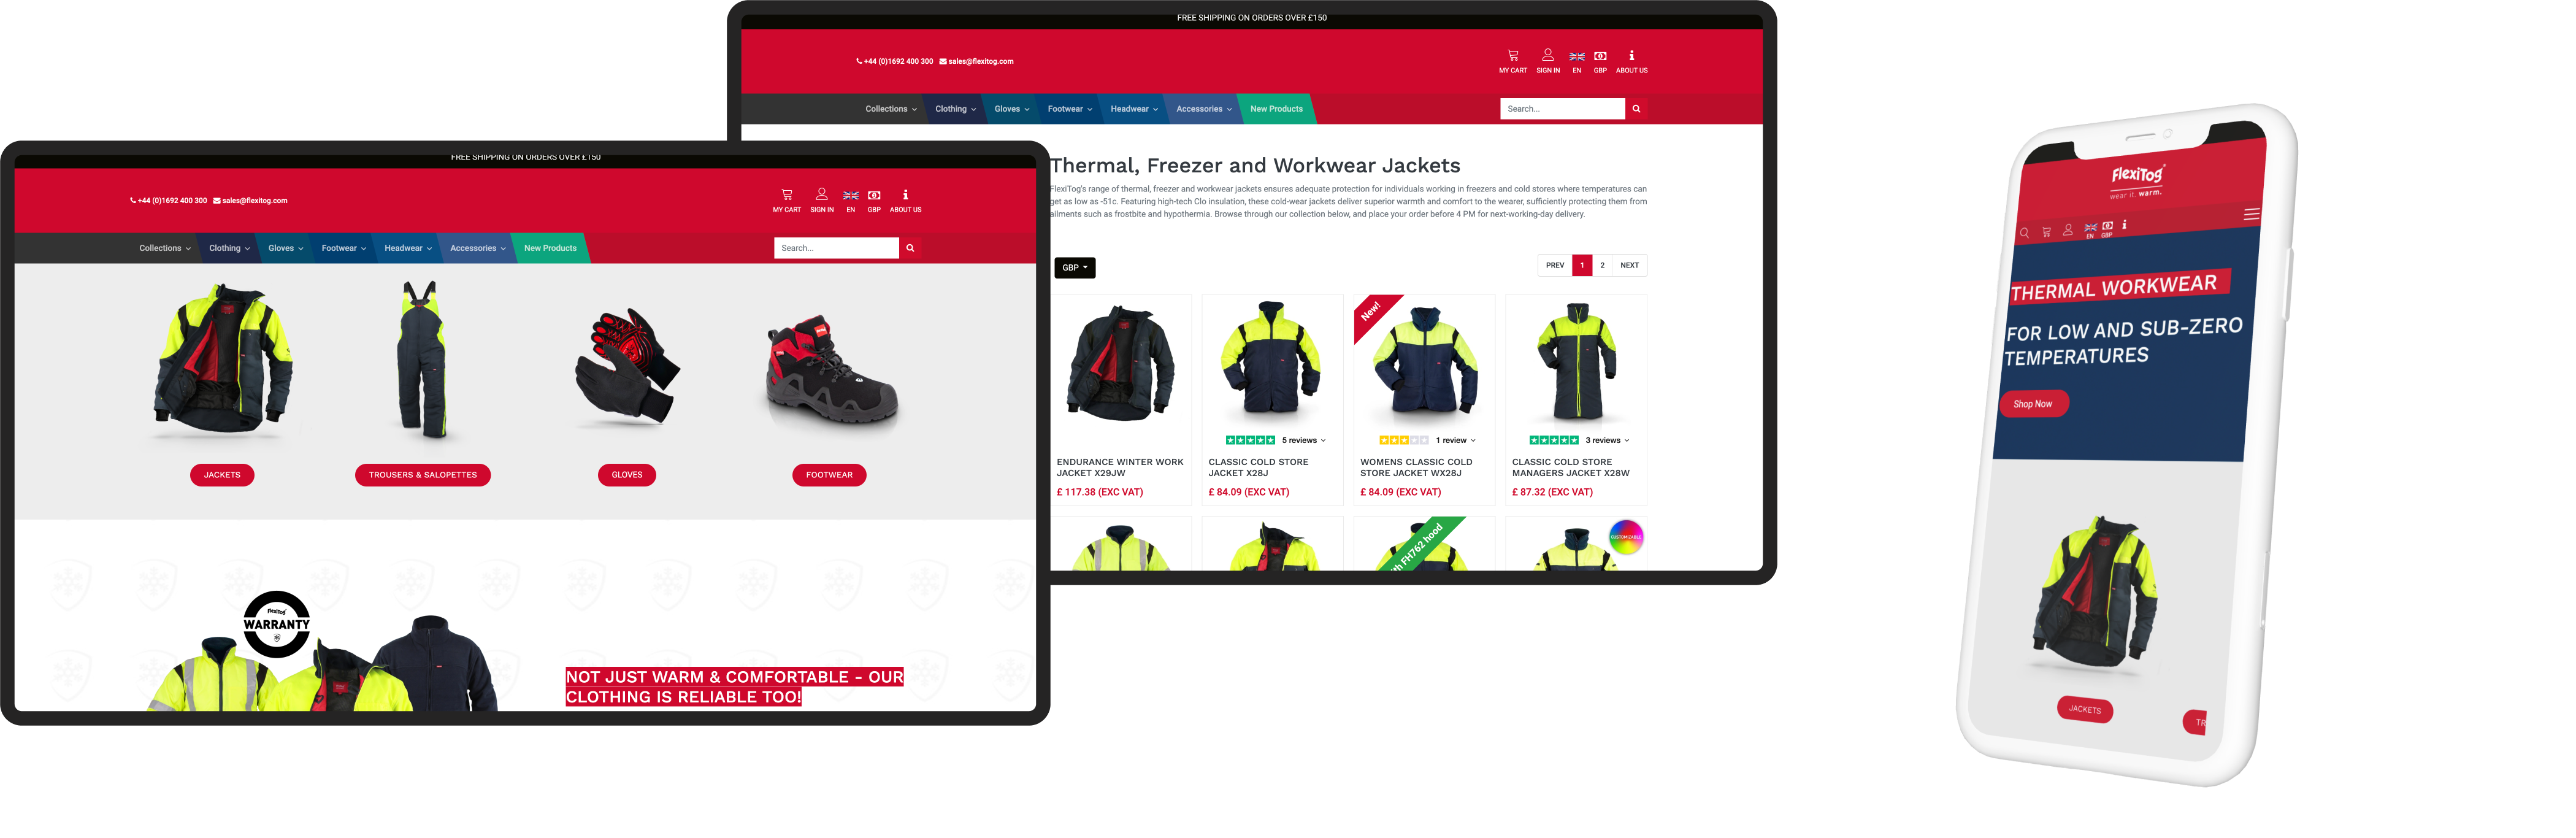 FREE SHIPPING ON ORDERS OVER £150
+44 (0)1692 400 300 sales@flexitog.com
MY CART SIGN IN EN GBP ABOUT US
Collections Clothing Gloves Footwear Headwear Accessories New Products
Search...
JACKETS
TROUSERS & SALOPETTES
GLOVES
FOOTWEAR
FlexiTog
WARRANTY
NOT JUST WARM & COMFORTABLE - OUR
CLOTHING IS RELIABLE TOO!
FREE SHIPPING ON ORDERS OVER £150
+44 (0)1692 400 300 sales@flexitog.com
MY CART SIGN IN EN GBP ABOUT US
Collections Clothing Gloves Footwear Headwear Accessories New Products
Search...
Thermal, Freezer and Workwear Jackets
FlexiTog's range of thermal, freezer and workwear jackets ensures adequate protection for individuals working in freezers and cold stores where temperatures can
get as low as -51c. Featuring high-tech Clo insulation, these cold-wear jackets deliver superior warmth and comfort to the wearer, sufficiently protecting them from
ailments such as frostbite and hypothermia. Browse through our collection below, and place your order before 4 PM for next-working-day delivery.
GBP
PREV 1 2 NEXT
New!
5 reviews
1 review
3 reviews
ENDURANCE WINTER WORK
JACKET X29JW
£ 117.38 (EXC VAT)
CLASSIC COLD STORE
JACKET X28J
£ 84.09 (EXC VAT)
WOMENS CLASSIC COLD
STORE JACKET WX28J
£ 84.09 (EXC VAT)
CLASSIC COLD STORE
MANAGERS JACKET X28W
£ 87.32 (EXC VAT)
FH762 hood
CUSTOMIZABLE
FlexiTog
wear it. warm.
EN GBP
THERMAL WORKWEAR
FOR LOW AND SUB-ZERO
TEMPERATURES
Shop Now
JACKETS
TR